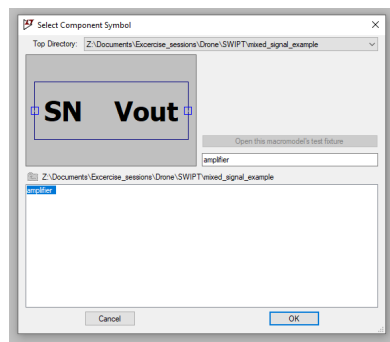 Select Component Symbol
Top Directory: Z:\Documents\Excercise_sessions\Drone\SWIPT\mixed_signal_example
SN Vout
Open this macromodel's test fixture
amplifier
Z:\Documents\Excercise_sessions\Drone\SWIPT\mixed_signal_example
amplifier
Cancel OK